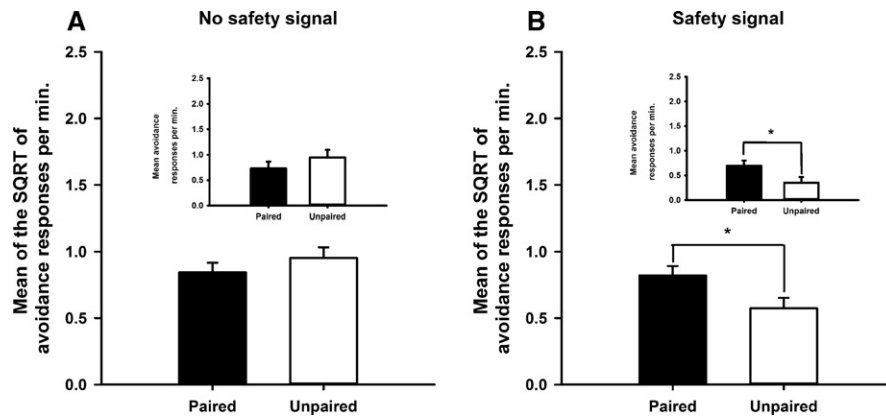 A
No safety signal
Mean of the SQRT of
avoidance responses per min.
2.5
2.0
1.5
1.0
0.5
0.0
Mean avoidance
responses per min.
2.5
2.0
1.5
1.0
0.5
0.0
Paired
Unpaired
Paired
Unpaired
B
Safety signal
Mean of the SQRT of
avoidance responses per min.
2.5
2.0
1.5
1.0
0.5
0.0
Mean avoidance
responses per min.
2.5
2.0
1.5
1.0
0.5
0.0
*
Paired
Unpaired
*
Paired
Unpaired